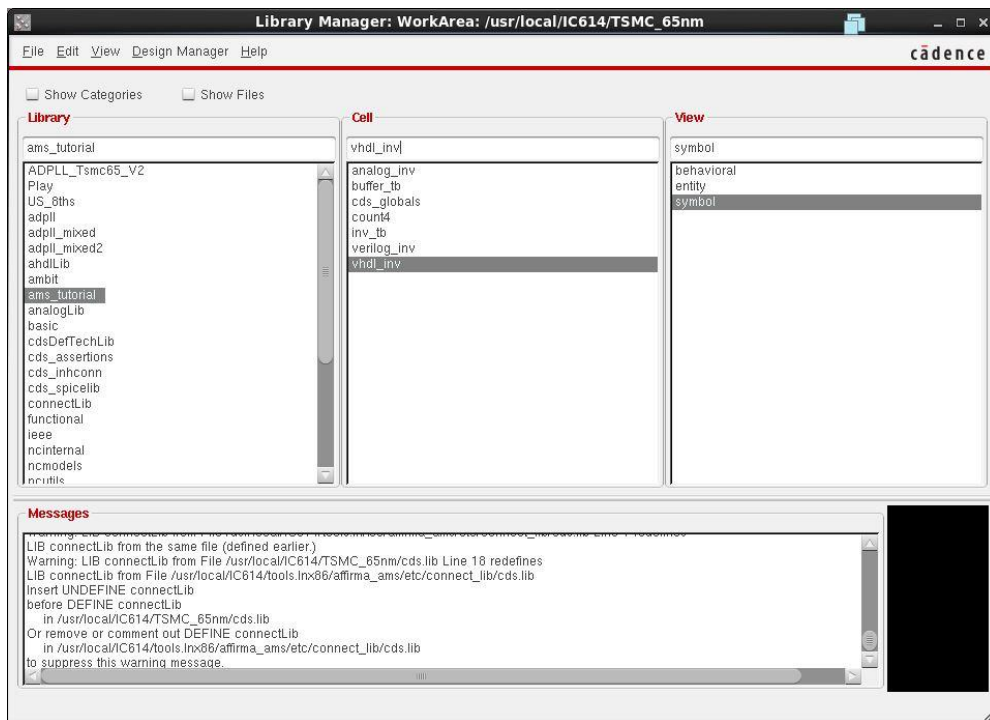 Library Manager: WorkArea: /usr/local/IC614/TSMC_65nm
File Edit View Design Manager Help
cādence
Show Categories Show Files
Library
ams_tutorial
ADPLL_Tsmc65_V2
Play
US_8ths
adpll
adpll_mixed
adpll_mixed2
ahdlLib
ambit
ams_tutorial
analogLib
basic
cdsDefTechLib
cds_assertions
cds_inhconn
cds_spicelib
connectLib
functional
ieee
ncinternal
ncmodels
ncutils
Cell
vhdl_inv
analog_inv
buffer_tb
cds_globals
count4
inv_tb
verilog_inv
vhdl_inv
View
symbol
behavioral
entity
symbol
Messages
LIB connectLib from the same file (defined earlier.)
Warning: LIB connectLib from File /usr/local/IC614/TSMC_65nm/cds.lib Line 18 redefines
LIB connectLib from File /usr/local/IC614/tools.lnx86/affirma_ams/etc/connect_lib/cds.lib
Insert UNDEFINE connectLib
before DEFINE connectLib
in /usr/local/IC614/TSMC_65nm/cds.lib
Or remove or comment out DEFINE connectLib
in /usr/local/IC614/tools.lnx86/affirma_ams/etc/connect_lib/cds.lib
to suppress this warning message.